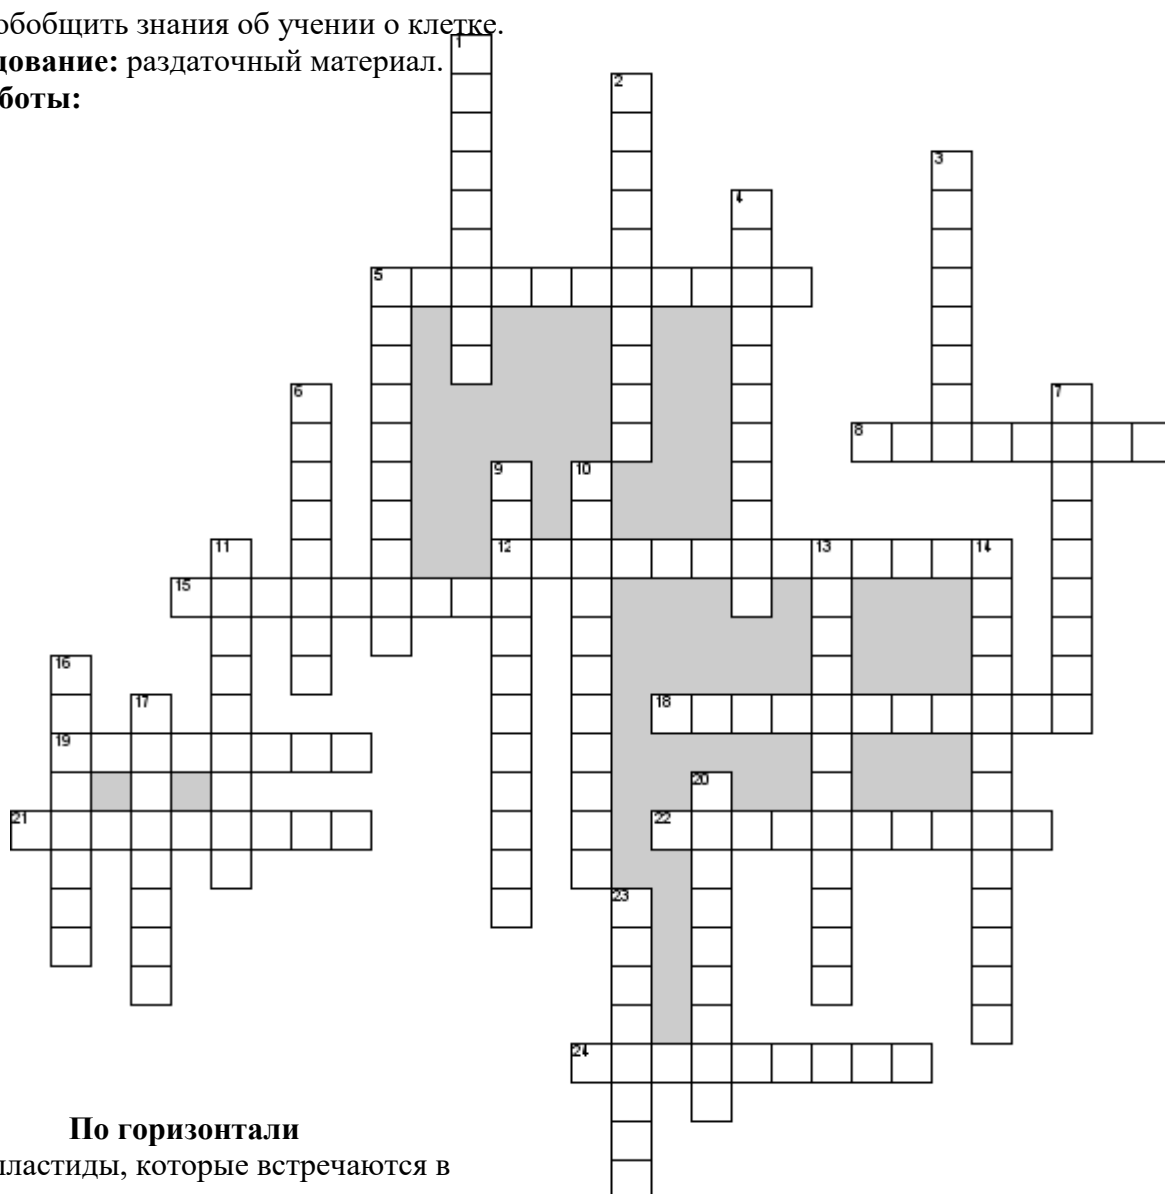 обобщить знания об учении о клетке.
дование: раздаточный материал.
боты:
1
2
3
4
5
6
7
8
9 10
11 12 13 14
15
16
17 18
19
20
21 22
23
24
По горизонтали
пластиды, которые встречаются в